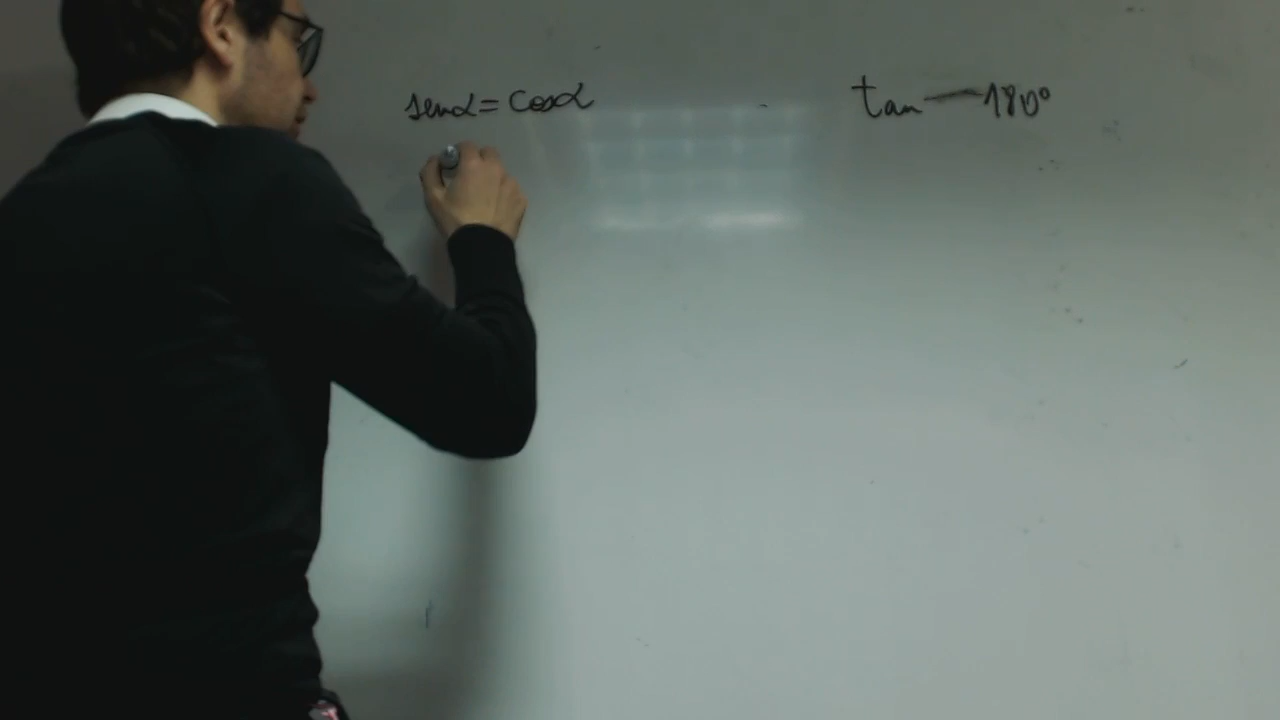 senα = cosα
tan — 180°